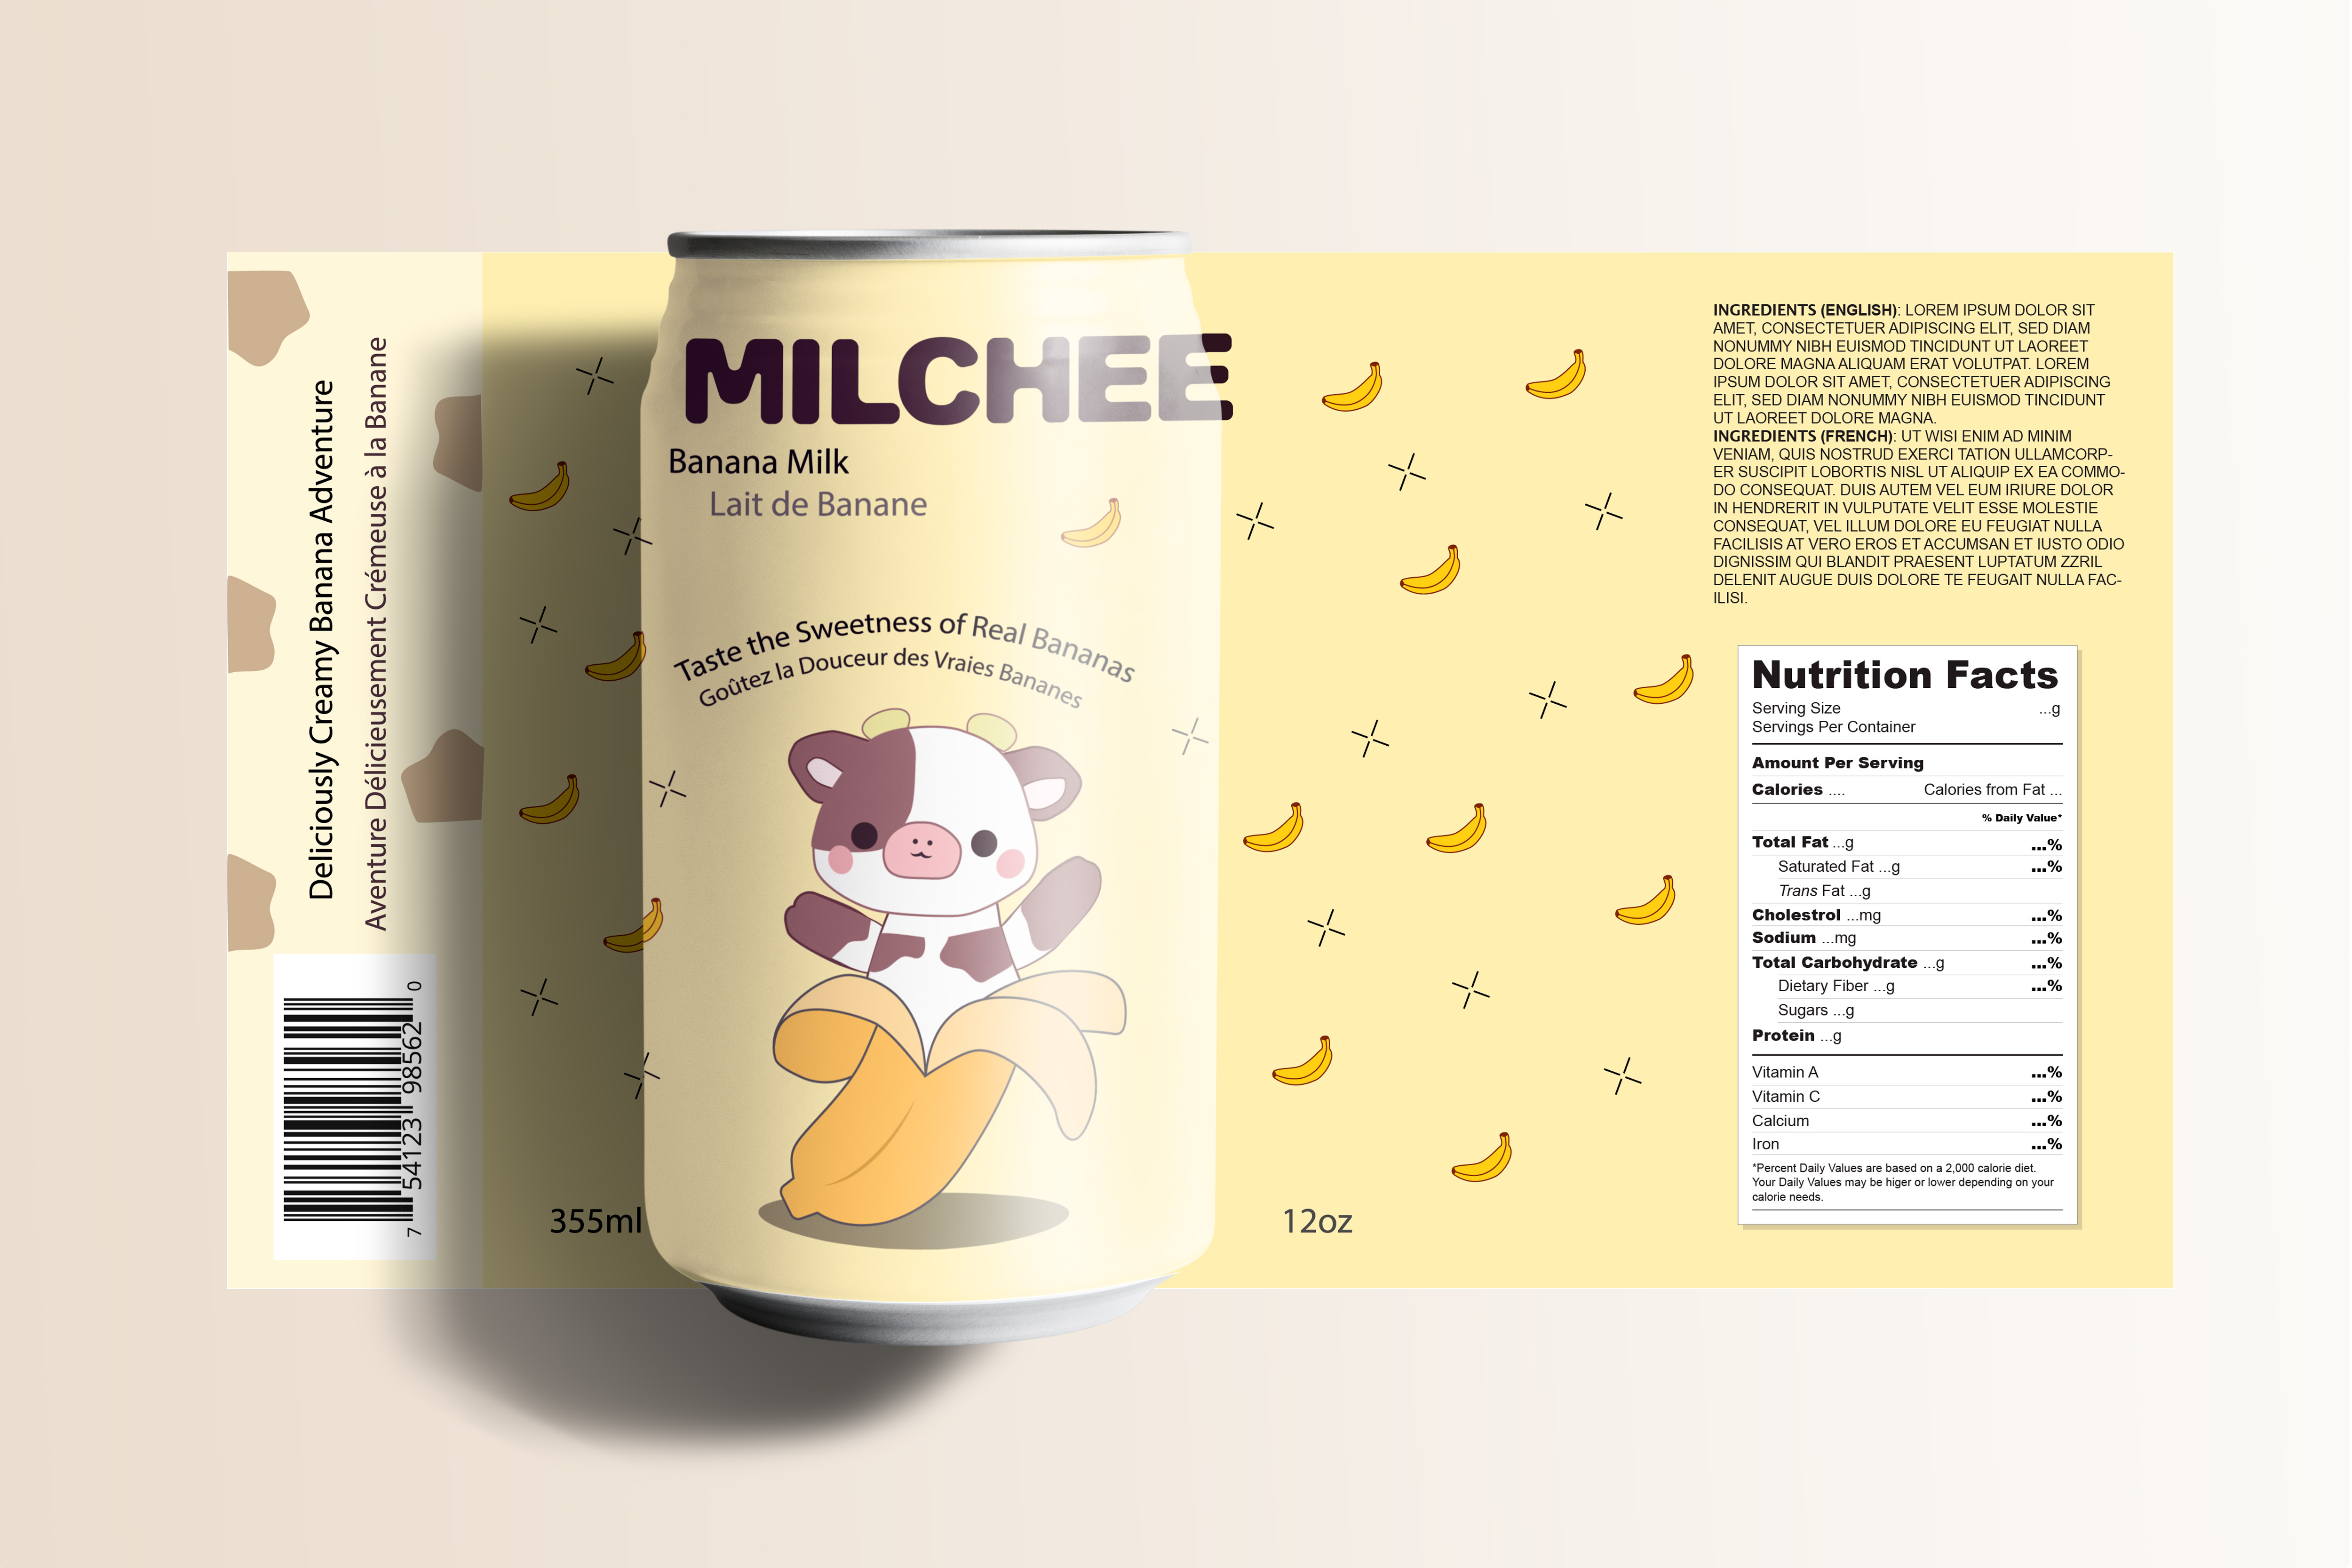 Deliciously Creamy Banana Adventure
Aventure Délicieusement Crémeuse à la Banane
7 54123 98562 0
MILCHEE
Banana Milk
Lait de Banane
Taste the Sweetness of Real Bananas
Goûtez la Douceur des Vraies Bananes
355ml
12oz
INGREDIENTS (ENGLISH): LOREM IPSUM DOLOR SIT
AMET, CONSECTETUER ADIPISCING ELIT, SED DIAM
NONUMMY NIBH EUISMOD TINCIDUNT UT LAOREET
DOLORE MAGNA ALIQUAM ERAT VOLUTPAT. LOREM
IPSUM DOLOR SIT AMET, CONSECTETUER ADIPISCING
ELIT, SED DIAM NONUMMY NIBH EUISMOD TINCIDUNT
UT LAOREET DOLORE MAGNA.
INGREDIENTS (FRENCH): UT WISI ENIM AD MINIM
VENIAM, QUIS NOSTRUD EXERCI TATION ULLAMCORP-
ER SUSCIPIT LOBORTIS NISL UT ALIQUIP EX EA COMMO-
DO CONSEQUAT. DUIS AUTEM VEL EUM IRIURE DOLOR
IN HENDRERIT IN VULPUTATE VELIT ESSE MOLESTIE
CONSEQUAT, VEL ILLUM DOLORE EU FEUGIAT NULLA
FACILISIS AT VERO EROS ET ACCUMSAN ET IUSTO ODIO
DIGNISSIM QUI BLANDIT PRAESENT LUPTATUM ZZRIL
DELENIT AUGUE DUIS DOLORE TE FEUGAIT NULLA FAC-
ILISI.
Nutrition Facts
Serving Size ...g
Servings Per Container
Amount Per Serving
Calories .... Calories from Fat ...
% Daily Value*
Total Fat ...g ...%
Saturated Fat ...g ...%
Trans Fat ...g
Cholestrol ...mg ...%
Sodium ...mg ...%
Total Carbohydrate ...g ...%
Dietary Fiber ...g ...%
Sugars ...g
Protein ...g
Vitamin A ...%
Vitamin C ...%
Calcium ...%
Iron ...%
*Percent Daily Values are based on a 2,000 calorie diet.
Your Daily Values may be higer or lower depending on your
calorie needs.